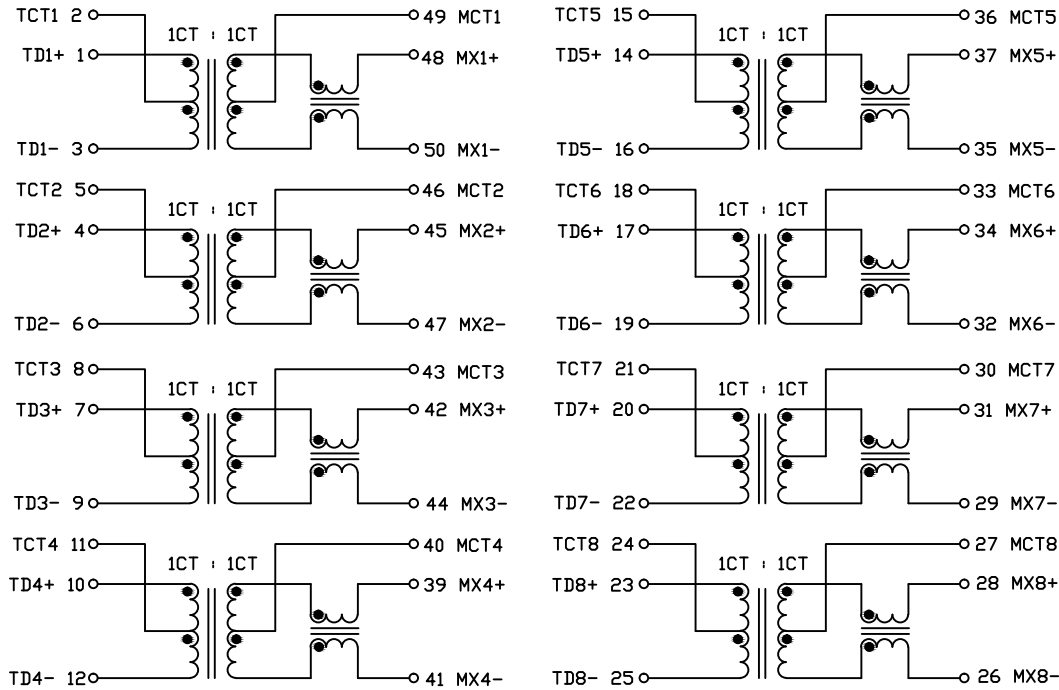 TCT1 2 49 MCT1 TCT5 15 36 MCT5
1CT : 1CT 1CT : 1CT
TD1+ 1 48 MX1+ TD5+ 14 37 MX5+
TD1- 3 50 MX1- TD5- 16 35 MX5-
TCT2 5 46 MCT2 TCT6 18 33 MCT6
1CT : 1CT 1CT : 1CT
TD2+ 4 45 MX2+ TD6+ 17 34 MX6+
TD2- 6 47 MX2- TD6- 19 32 MX6-
TCT3 8 43 MCT3 TCT7 21 30 MCT7
1CT : 1CT 1CT : 1CT
TD3+ 7 42 MX3+ TD7+ 20 31 MX7+
TD3- 9 44 MX3- TD7- 22 29 MX7-
TCT4 11 40 MCT4 TCT8 24 27 MCT8
1CT : 1CT 1CT : 1CT
TD4+ 10 39 MX4+ TD8+ 23 28 MX8+
TD4- 12 41 MX4- TD8- 25 26 MX8-